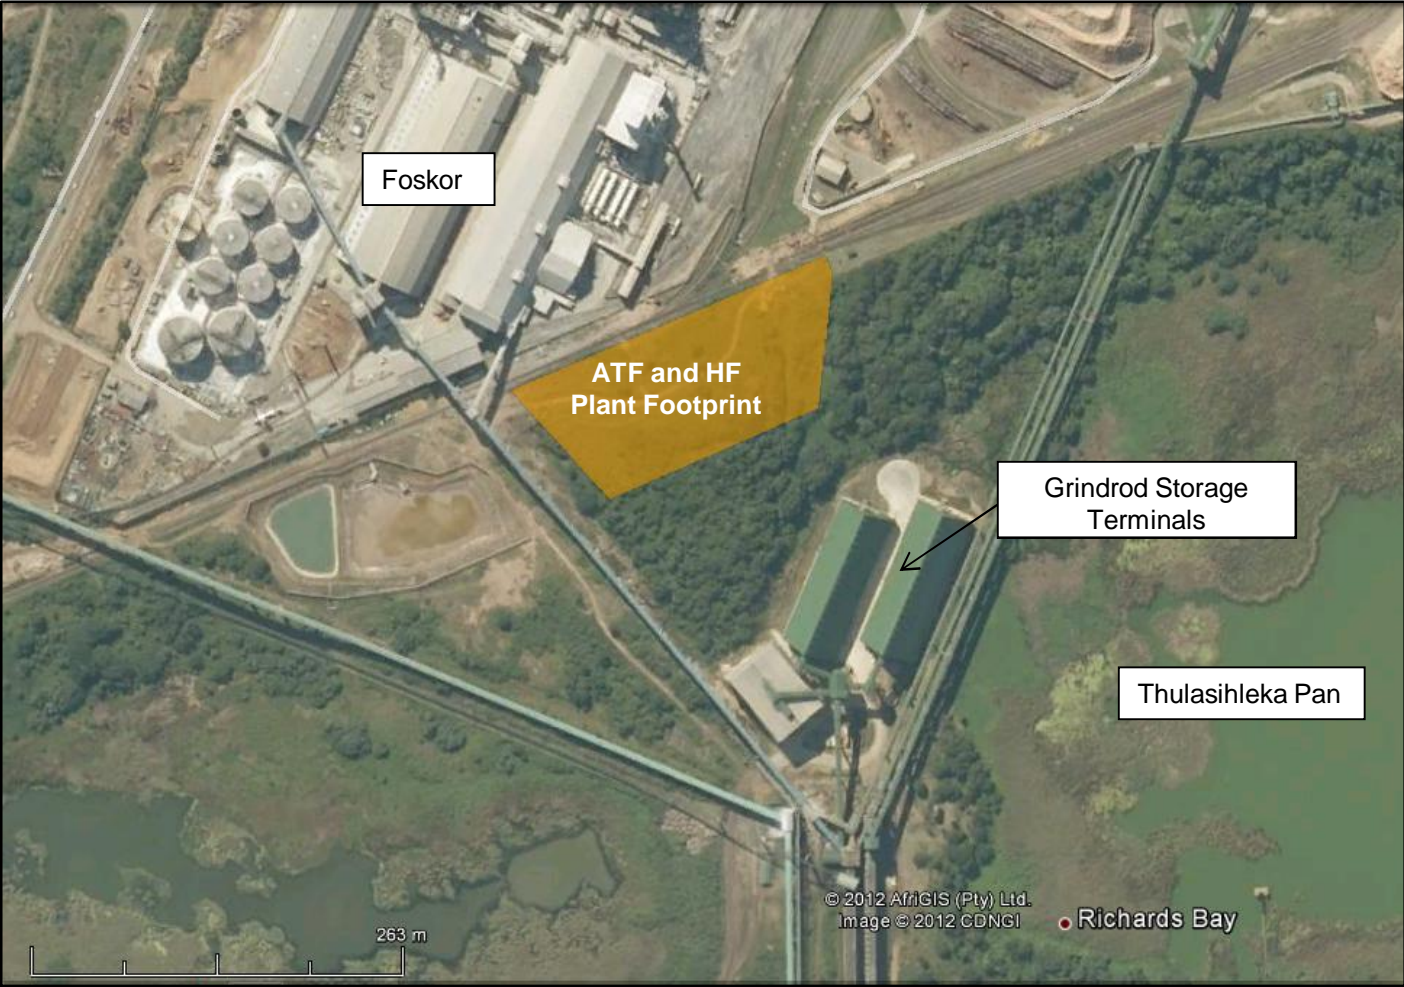 Foskor
ATF and HF
Plant Footprint
Grindrod Storage
Terminals
Thulasihleka Pan
© 2012 AfriGIS (Pty) Ltd.
Image © 2012 CDNGI
Richards Bay
263 m